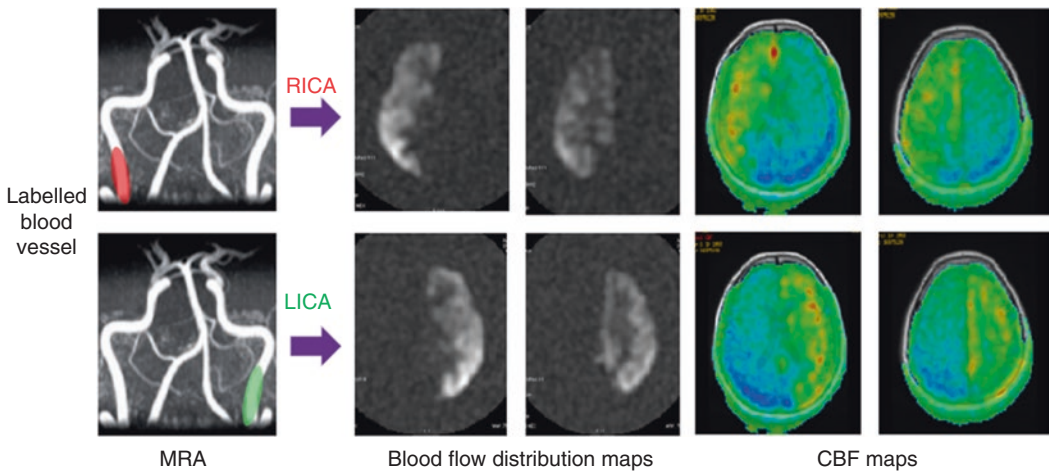 RICA
Labelled
blood
vessel
LICA
MRA
Blood flow distribution maps
CBF maps